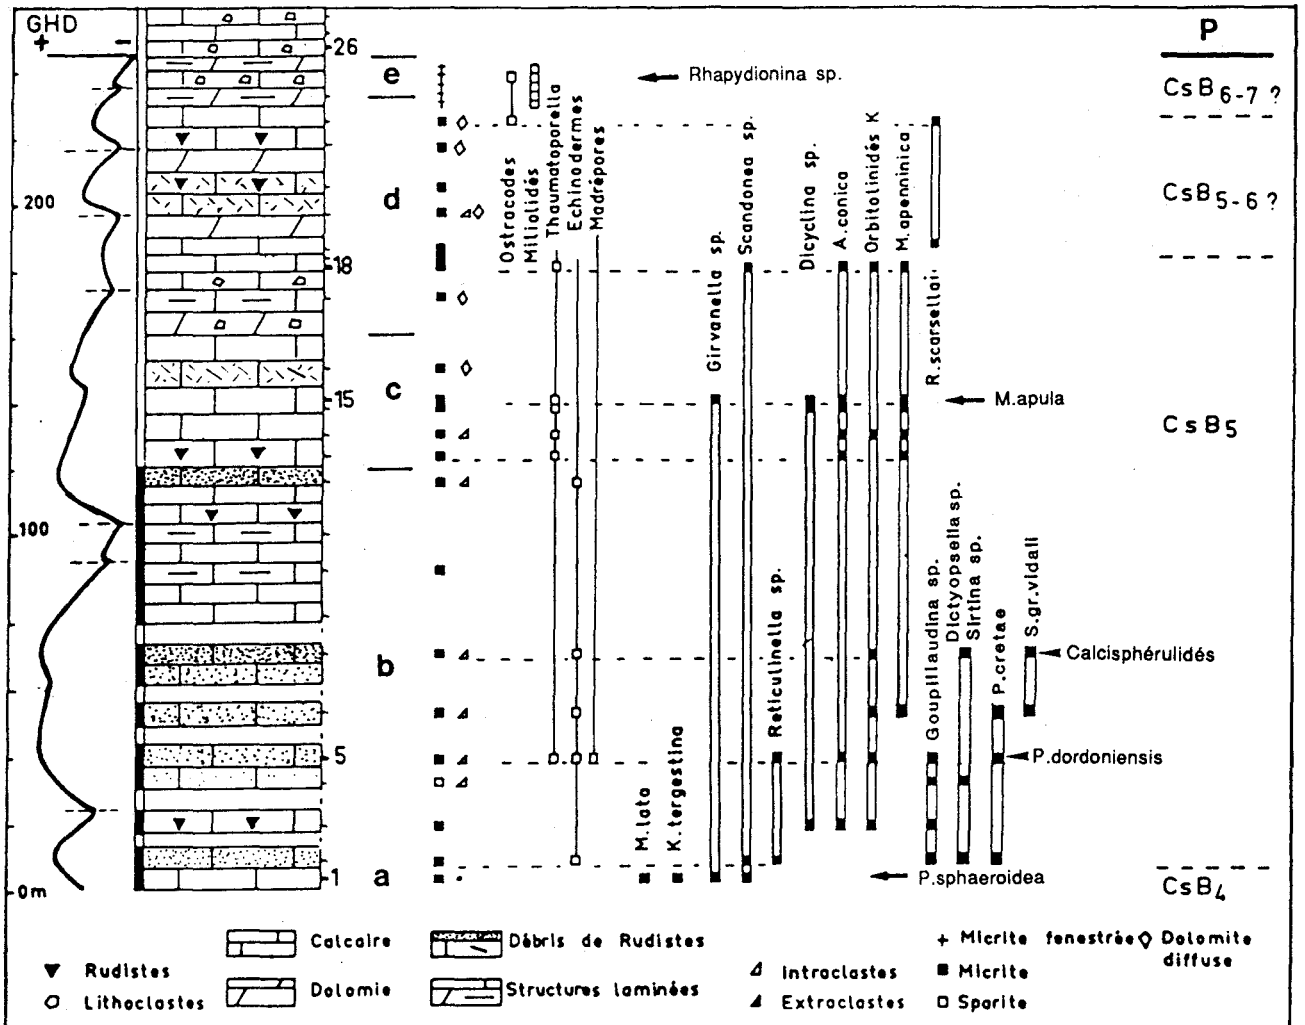 GHD
+ -
P
26
e
Rhapydionina sp.
CsB6-7 ?
Ostracodes
Miliolidés
Thaumatoporella
Echinodermes
Madrépores
Girvanella sp.
Scandonea sp.
Dicyclina sp.
A.conica
Orbitolinidés K
M.apenninica
R.scarsellai
200
d
CsB5-6 ?
18
c
15
M.apula
CsB5
100
b
Reticulinella sp.
Goupillaudina sp.
Dictyopsella sp.
Sirtina sp.
P.cretae
S.gr.vidali
Calcisphérulidés
5
P.dordoniensis
M.lata
K.tergestina
0m
1
a
P.sphaeroidea
CsB4
Calcaire
Débris de Rudistes
+ Micrite fenestrée
Dolomite diffuse
Rudistes
Intraclastes
Micrite
Lithoclastes
Dolomie
Structures laminées
Extraclastes
Sparite